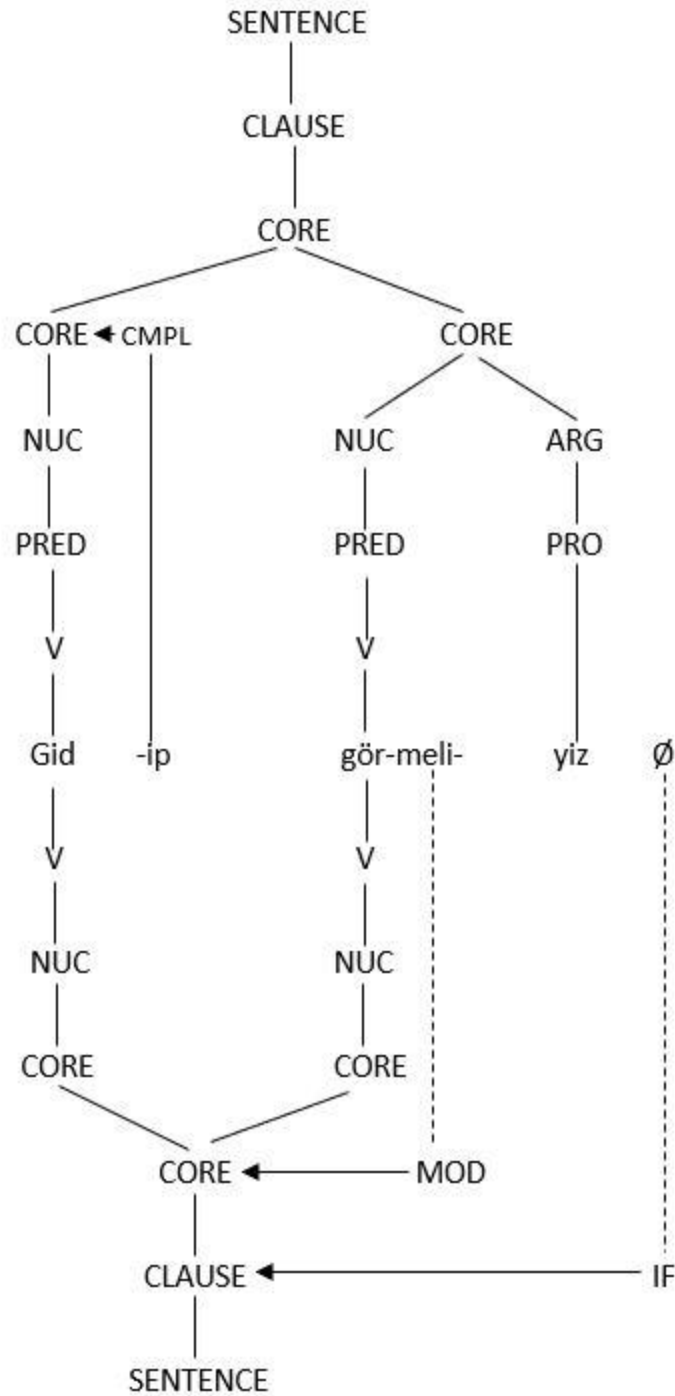 SENTENCE
CLAUSE
CORE
CORE CMPL CORE
NUC NUC ARG
PRED PRED PRO
V V
Gid -ip gör-meli- yiz Ø
V V
NUC NUC
CORE CORE
CORE MOD
CLAUSE IF
SENTENCE